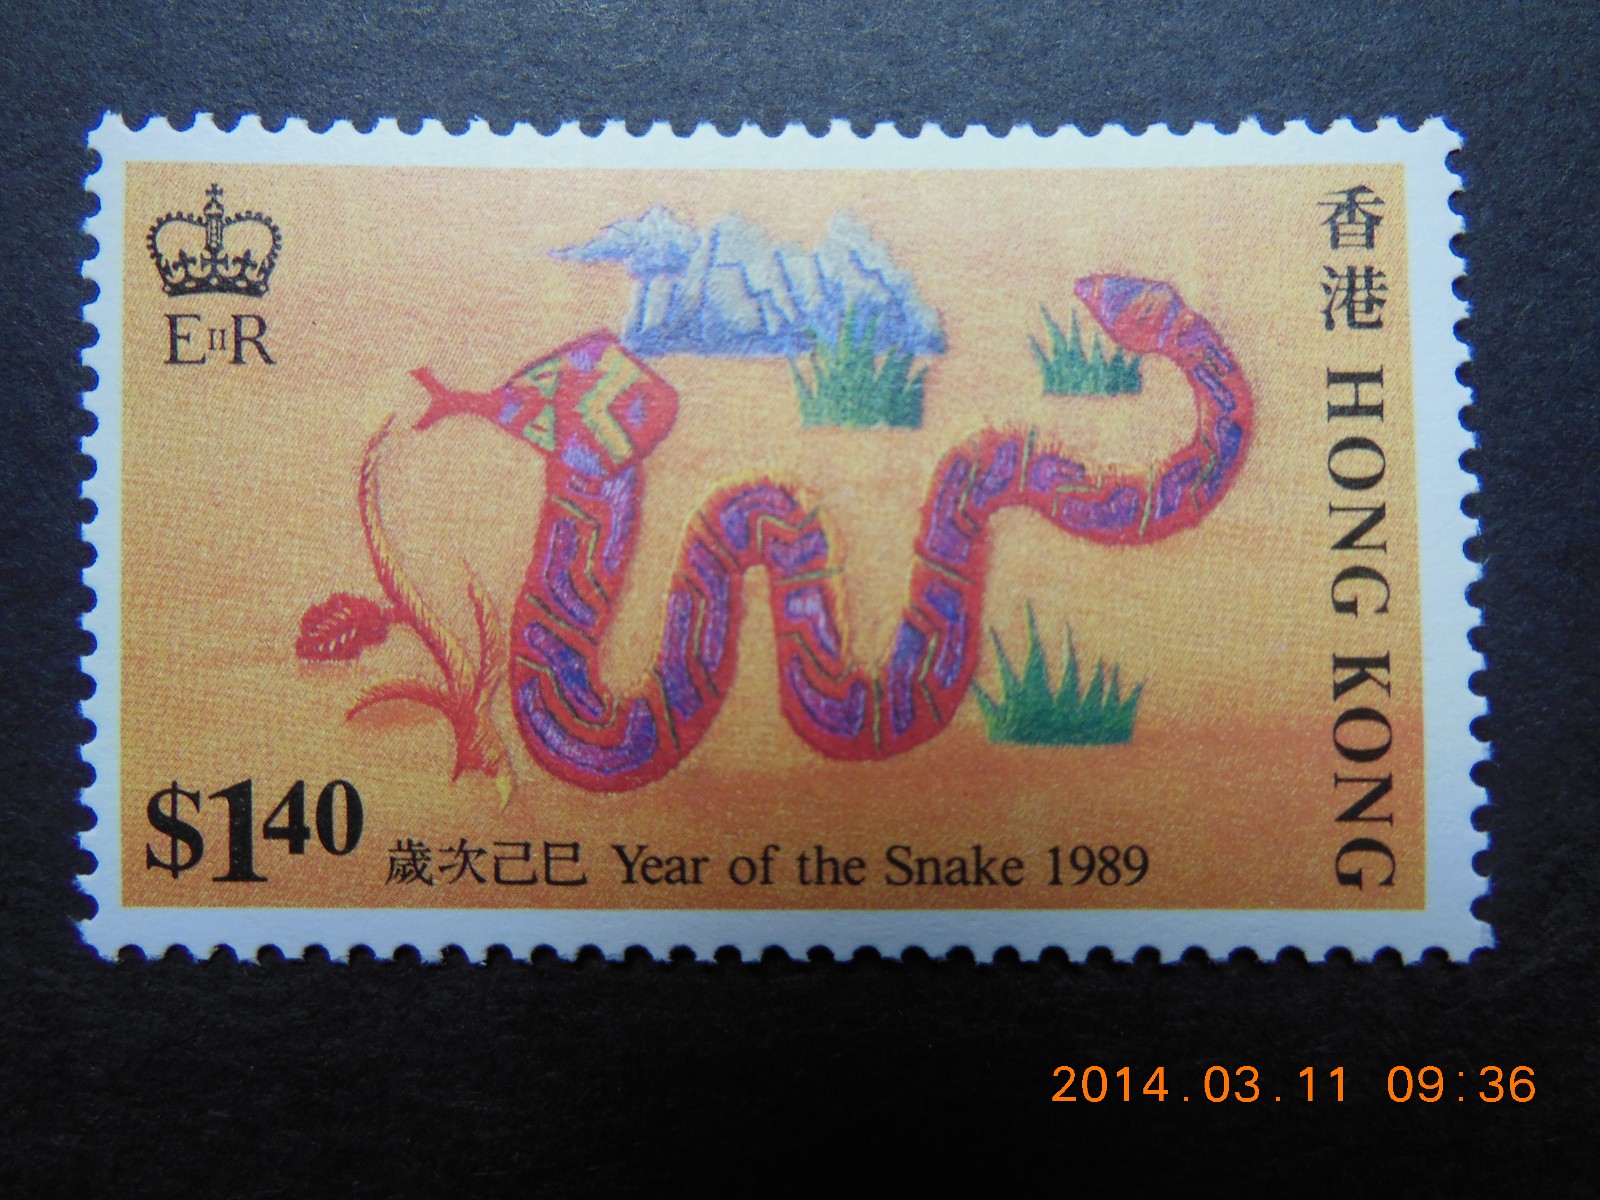 EIIR
香港 HONG KONG
$1.40
歲次己巳 Year of the Snake 1989
2014.03.11 09:36